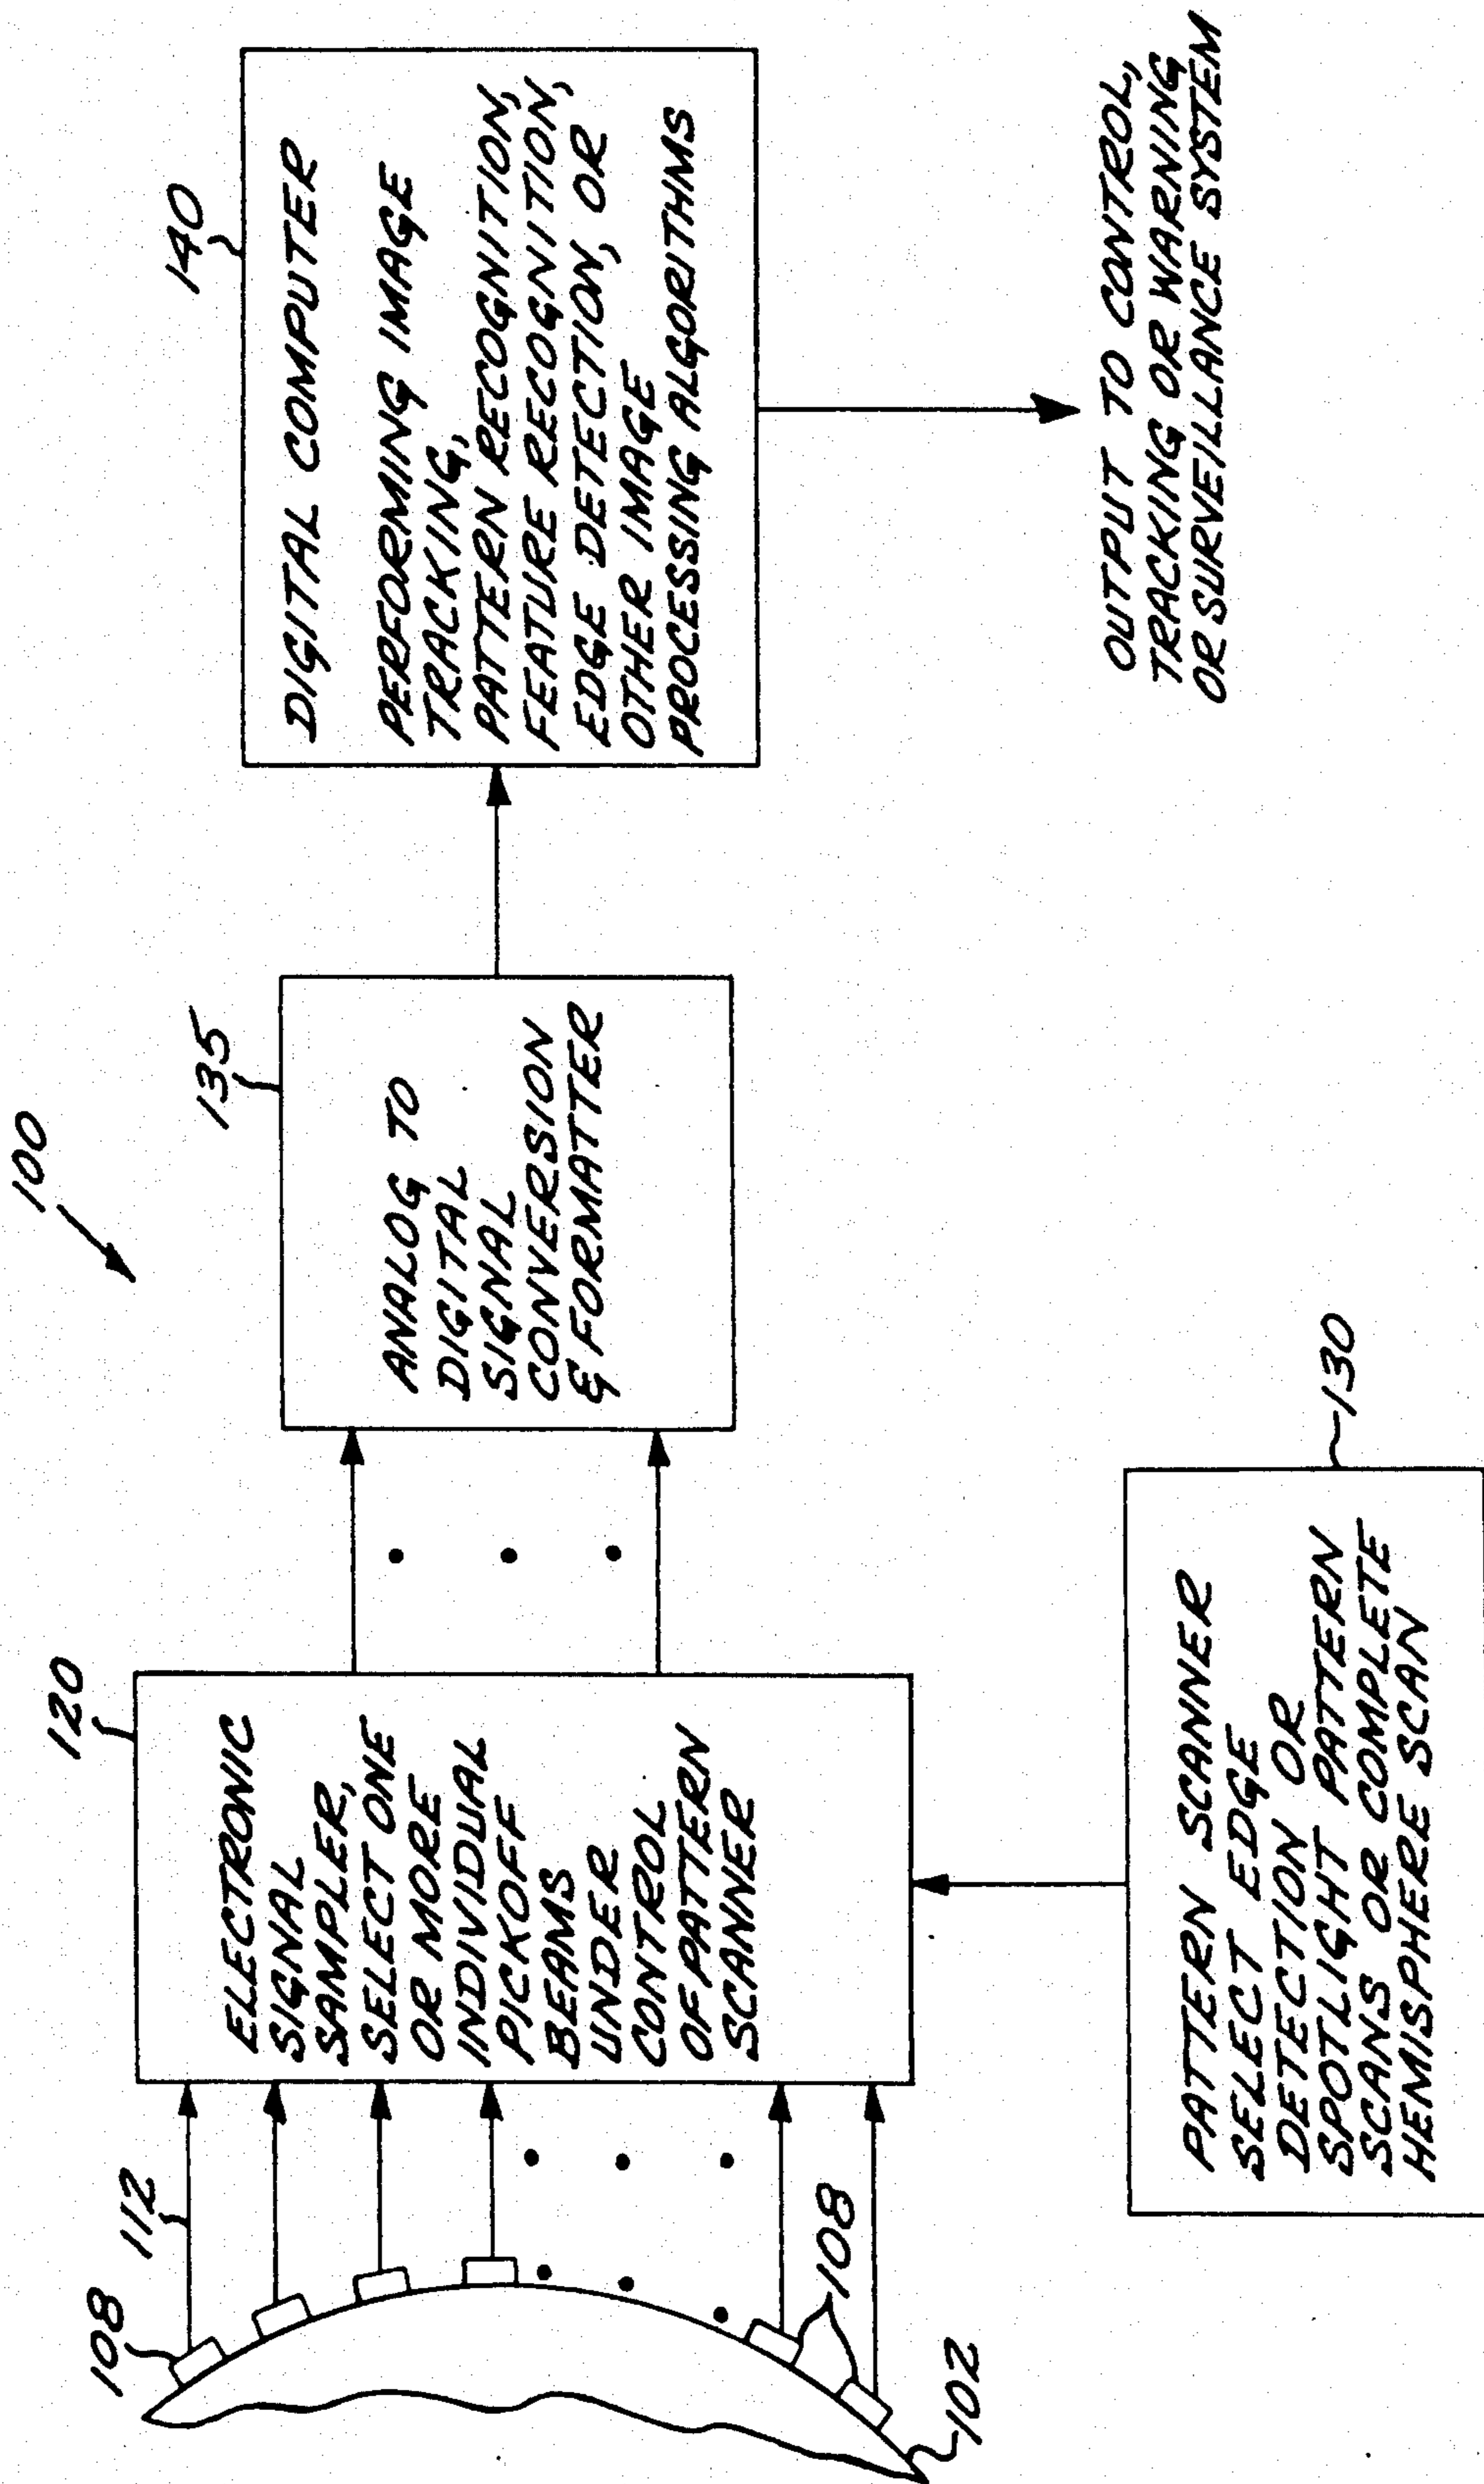 100
108
112
120
ELECTRONIC
SIGNAL
SAMPLER,
SELECT ONE
OR MORE
INDIVIDUAL
PICKOFF
BEAMS
UNDER
CONTROL
OF PATTERN
SCANNER
108
102
135
ANALOG TO
DIGITAL
SIGNAL
CONVERSION
& FORMATTER
140
DIGITAL COMPUTER
PERFORMING IMAGE
TRACKING,
PATTERN RECOGNITION,
FEATURE RECOGNITION,
EDGE DETECTION, OR
OTHER IMAGE
PROCESSING ALGORITHMS
PATTERN SCANNER
SELECT EDGE
DETECTION OR
SPOTLIGHT PATTERN
SCANS OR COMPLETE
HEMISPHERE SCAN
130
OUTPUT TO CONTROL,
TRACKING OR WARNING
OR SURVEILLANCE SYSTEM